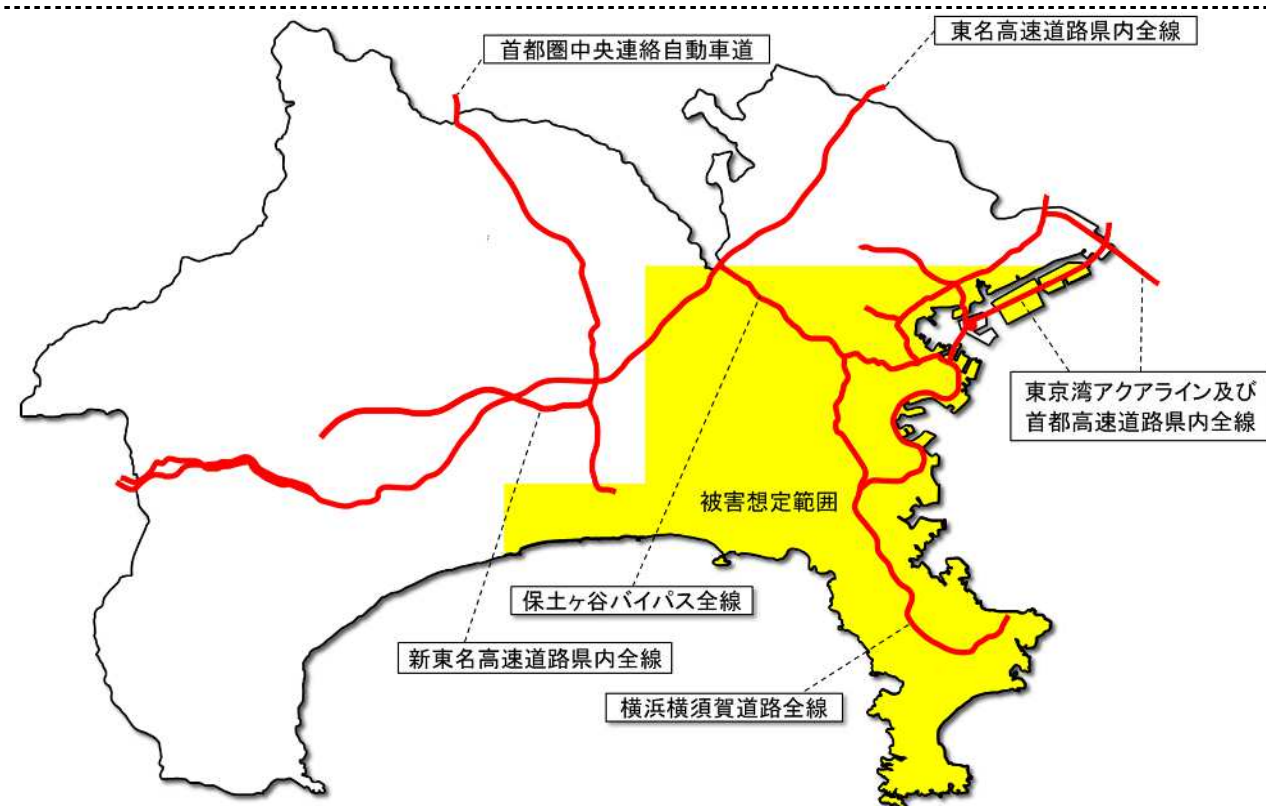 東名高速道路県内全線
首都圏中央連絡自動車道
東京湾アクアライン及び
首都高速道路県内全線
被害想定範囲
保土ヶ谷バイパス全線
新東名高速道路県内全線
横浜横須賀道路全線